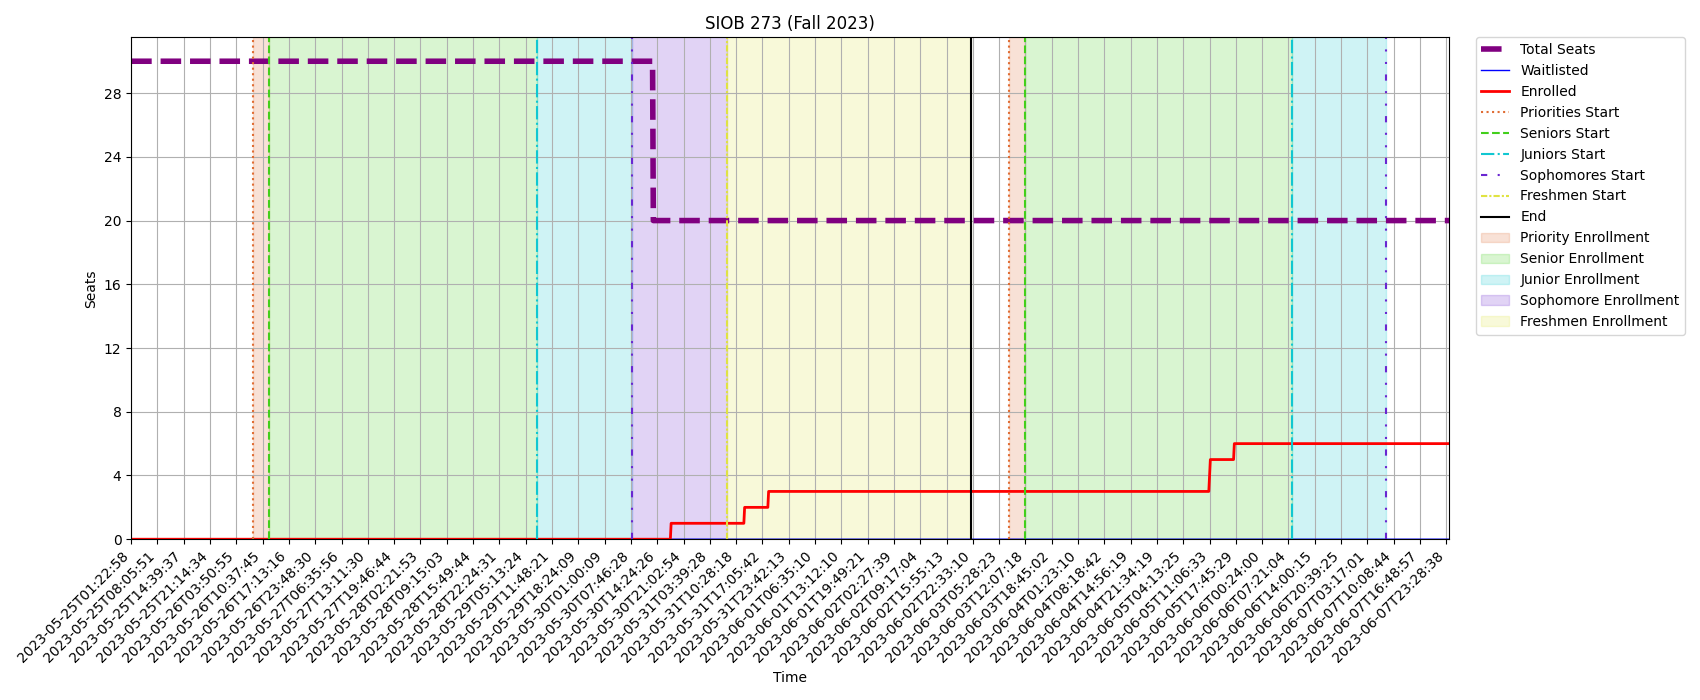 SIOB 273 (Fall 2023)
Seats
28
24
20
16
12
8
4
0
2023-05-25T01:22:58
2023-05-25T08:05:51
2023-05-25T14:39:37
2023-05-25T21:14:34
2023-05-26T03:50:55
2023-05-26T10:37:45
2023-05-26T17:13:16
2023-05-26T23:48:30
2023-05-27T06:35:56
2023-05-27T13:11:30
2023-05-27T19:46:44
2023-05-28T02:21:53
2023-05-28T09:15:03
2023-05-28T15:49:44
2023-05-28T22:24:31
2023-05-29T05:13:24
2023-05-29T11:48:21
2023-05-29T18:24:09
2023-05-30T01:00:09
2023-05-30T07:46:28
2023-05-30T14:24:26
2023-05-30T21:02:54
2023-05-31T03:39:28
2023-05-31T10:28:18
2023-05-31T17:05:42
2023-05-31T23:42:13
2023-06-01T06:35:10
2023-06-01T13:12:10
2023-06-01T19:49:21
2023-06-02T02:27:39
2023-06-02T09:17:04
2023-06-02T15:55:13
2023-06-02T22:33:10
2023-06-03T05:28:23
2023-06-03T12:07:18
2023-06-03T18:45:02
2023-06-04T01:23:10
2023-06-04T08:18:42
2023-06-04T14:56:19
2023-06-04T21:34:19
2023-06-05T04:13:25
2023-06-05T11:06:33
2023-06-05T17:45:29
2023-06-06T00:24:00
2023-06-06T07:21:04
2023-06-06T14:00:15
2023-06-06T20:39:25
2023-06-07T03:17:01
2023-06-07T10:08:44
2023-06-07T16:48:57
2023-06-07T23:28:38
Time
Total Seats
Waitlisted
Enrolled
Priorities Start
Seniors Start
Juniors Start
Sophomores Start
Freshmen Start
End
Priority Enrollment
Senior Enrollment
Junior Enrollment
Sophomore Enrollment
Freshmen Enrollment